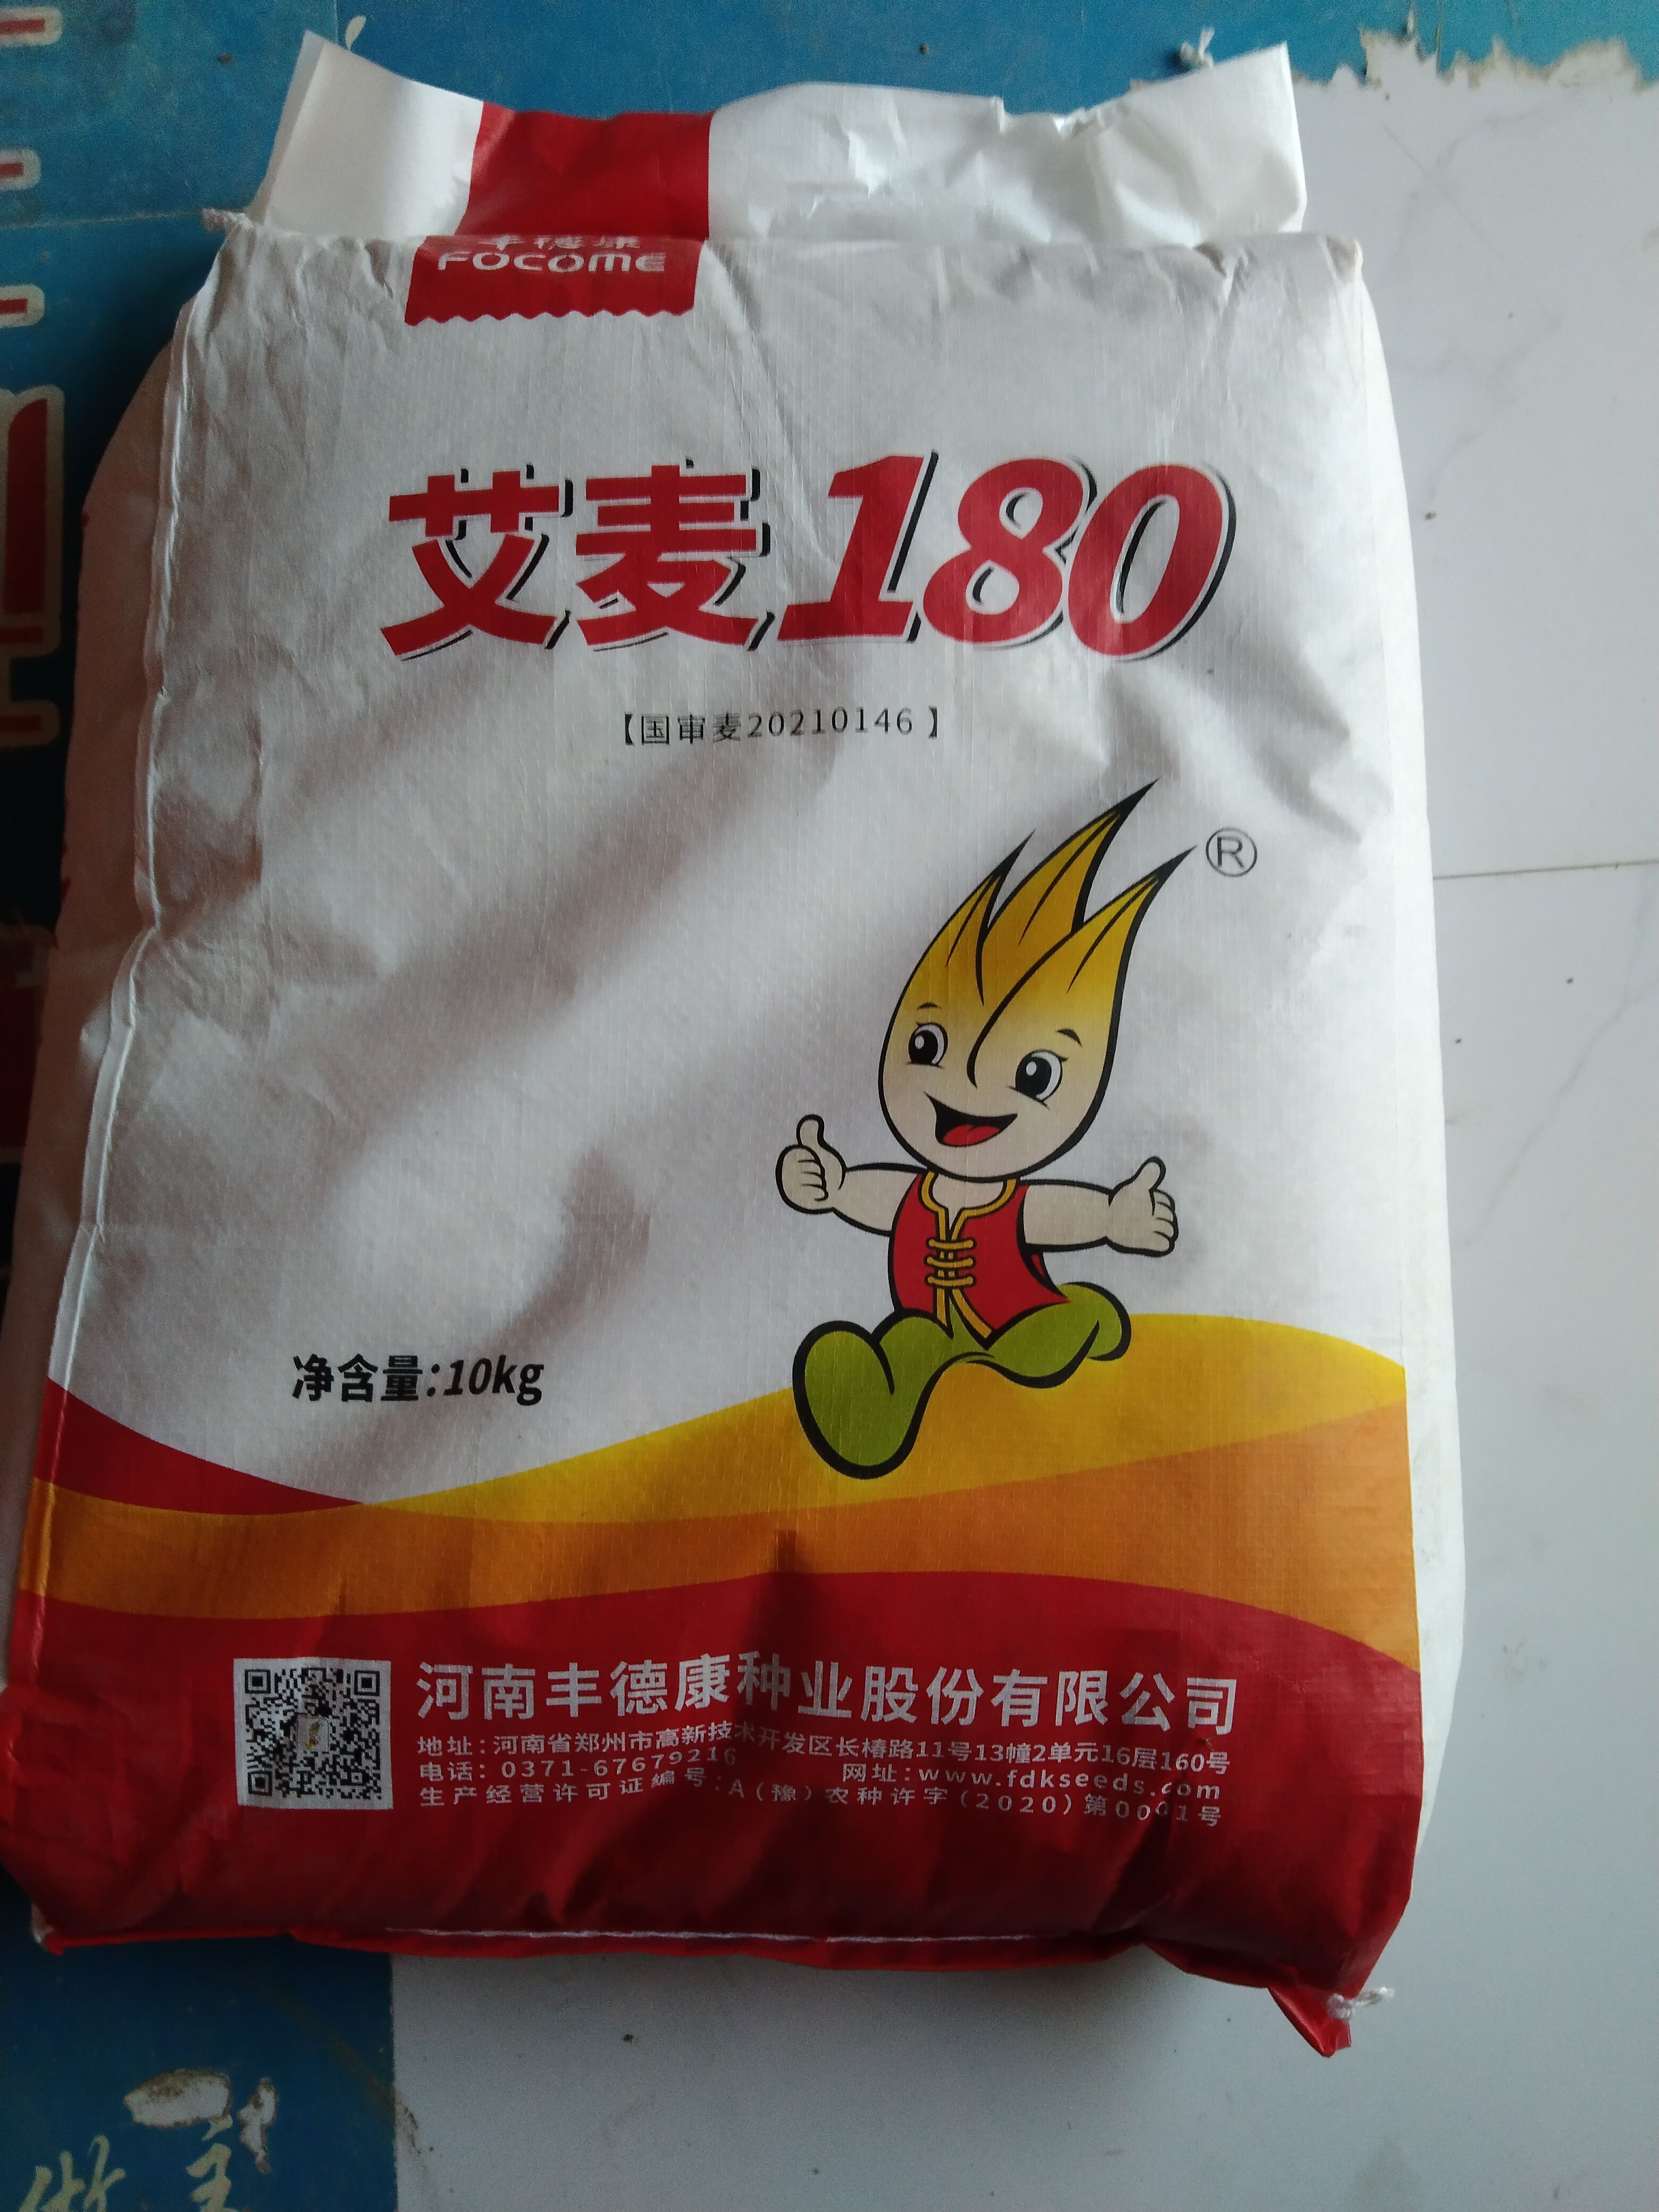 丰德康
FOCOME
艾麦180
【国审麦20210146】
®
净含量:10kg
河南丰德康种业股份有限公司
地址:河南省郑州市高新技术开发区长椿路11号13幢2单元16层160号
电话:0371-67679216 网址:www.fdkseeds.com
生产经营许可证编号:A(豫)农种许字(2020)第0001号